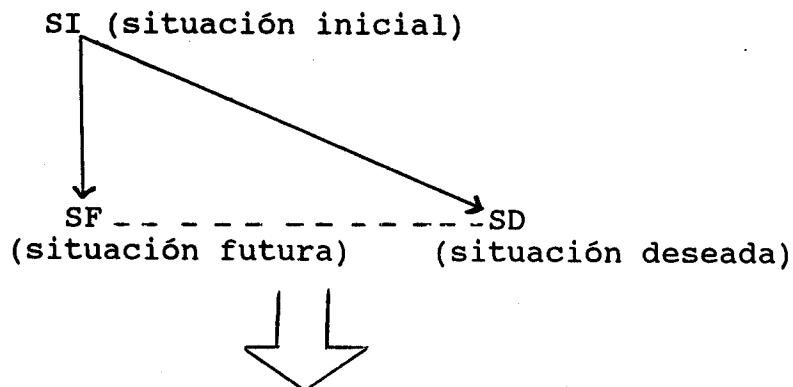 SI (situación inicial)
SF - - - - - - - - - - - SD
(situación futura) (situación deseada)